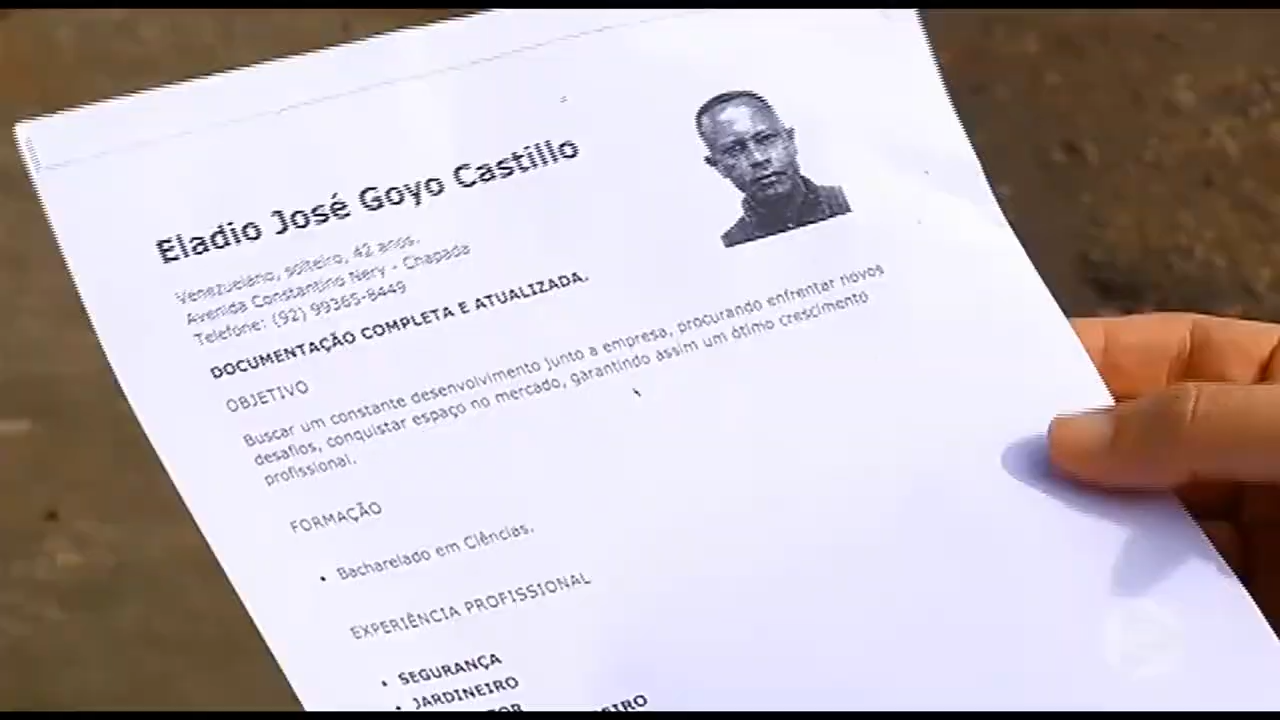 Eladio José Goyo Castillo
Venezuelano, solteiro, 42 anos.
Avenida Constantino Nery - Chapada
Telefone: (92) 99365-8449
DOCUMENTAÇÃO COMPLETA E ATUALIZADA.
OBJETIVO
Buscar um constante desenvolvimento junto a empresa, procurando enfrentar novos
desafios, conquistar espaço no mercado, garantindo assim um ótimo crescimento
profissional.
FORMAÇÃO
• Bacharelado em Ciências.
EXPERIÊNCIA PROFISSIONAL
• SEGURANÇA
• JARDINEIRO